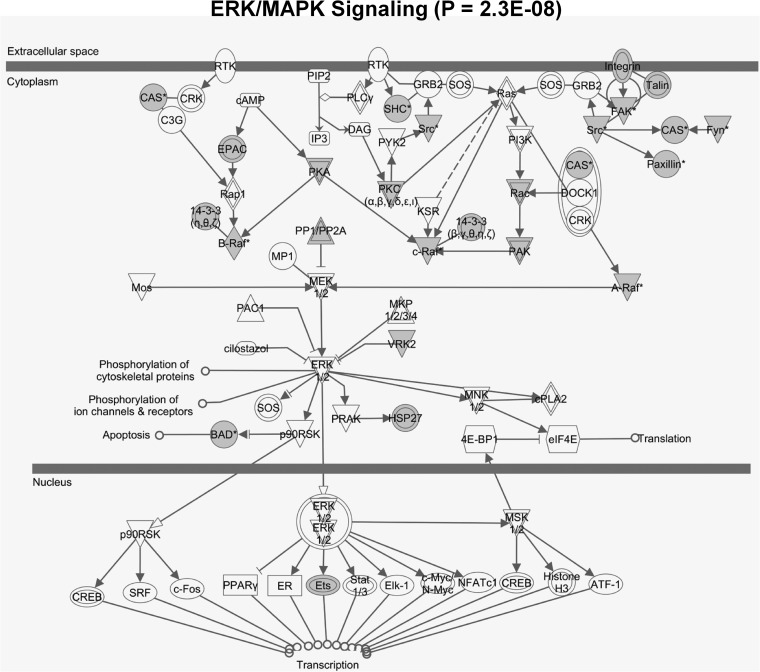 ERK/MAPK Signaling (P = 2.3E-08)
Extracellular space
Cytoplasm
RTK
PIP2
RTK
GRB2
SOS
Ras
SOS
GRB2
Integrin
Talin
CAS*
CRK
cAMP
PLCγ
SHC*
FAK*
C3G
Src*
Src*
CAS*
Fyn*
IP3
DAG
PYK2
PI3K
EPAC
PKA
Paxillin*
CAS*
Rap1
PKC
(α,β,γ,δ,ε,ι)
Rac
DOCK1
KSR
CRK
14-3-3
(η,θ,ζ)
14-3-3
(β,γ,θ,η,ζ)
PP1/PP2A
B-Raf*
c-Raf*
PAK
MP1
Mos
MEK
1/2
A-Raf*
PAC1
MKP
1/2/3/4
VRK2
cilostazol
ERK
1/2
Phosphorylation of
cytoskeletal proteins
Phosphorylation of
ion channels & receptors
SOS
PRAK
HSP27
MNK
1/2
cPLA2
Apoptosis
BAD*
p90RSK
4E-BP1
eIF4E
Translation
Nucleus
ERK
1/2
ERK
1/2
p90RSK
MSK
1/2
CREB
SRF
c-Fos
PPARγ
ER
Ets
Stat
1/3
Elk-1
c-Myc/
N-Myc
NFATc1
CREB
Histone
H3
ATF-1
Transcription